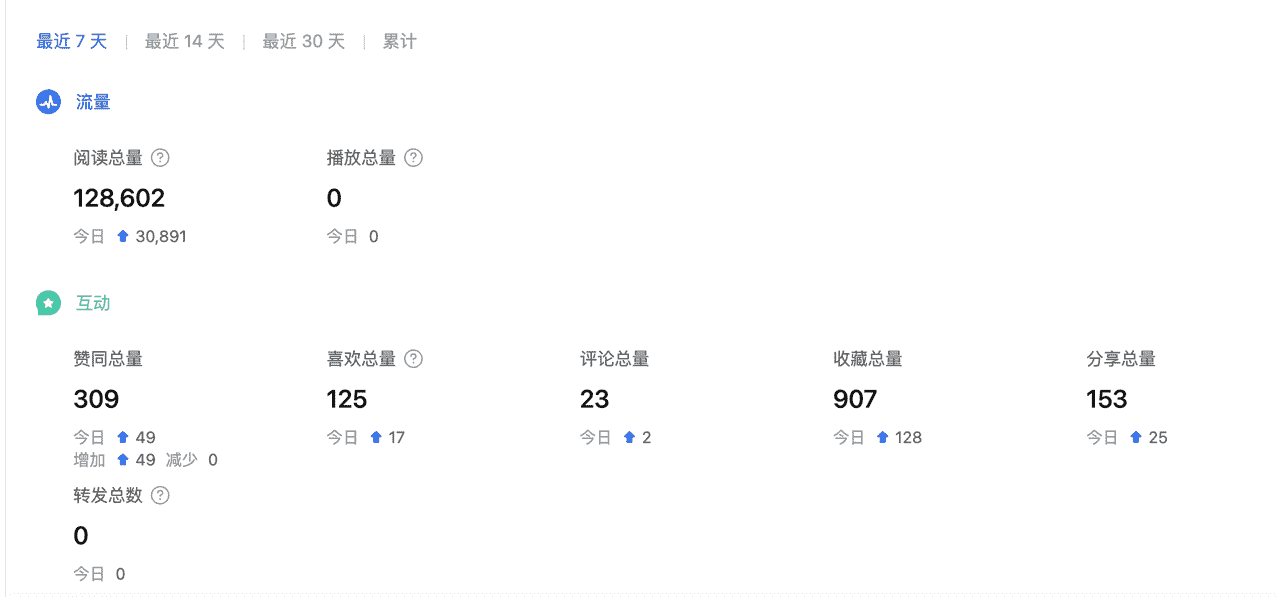 最近 7 天 | 最近 14 天 | 最近 30 天 | 累计
流量
阅读总量 ? 播放总量 ?
128,602 0
今日 30,891 今日 0
互动
赞同总量 喜欢总量 ? 评论总量 收藏总量 分享总量
309 125 23 907 153
今日 49 今日 17 今日 2 今日 128 今日 25
增加 49 减少 0
转发总数 ?
0
今日 0